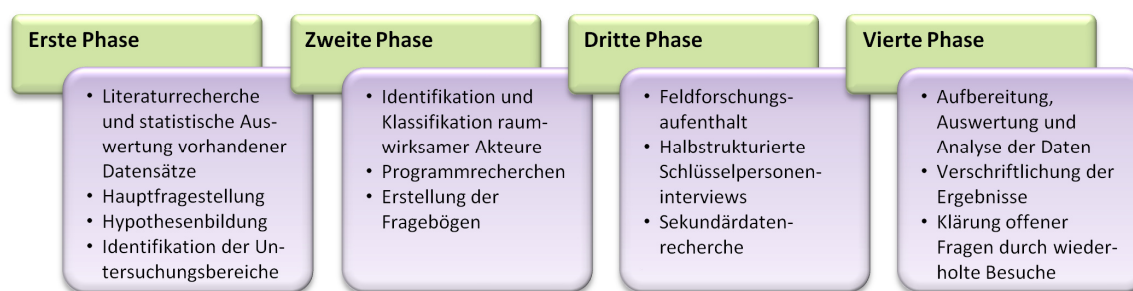 Erste Phase
• Literaturrecherche
und statistische Aus-
wertung vorhandener
Datensätze
• Hauptfragestellung
• Hypothesenbildung
• Identifikation der Un-
tersuchungsbereiche
Zweite Phase
• Identifikation und
Klassifikation raum-
wirksamer Akteure
• Programmrecherchen
• Erstellung der
Fragebögen
Dritte Phase
• Feldforschungs-
aufenthalt
• Halbstrukturierte
Schlüsselpersonen-
interviews
• Sekundärdaten-
recherche
Vierte Phase
• Aufbereitung,
Auswertung und
Analyse der Daten
• Verschriftlichung der
Ergebnisse
• Klärung offener
Fragen durch wieder-
holte Besuche